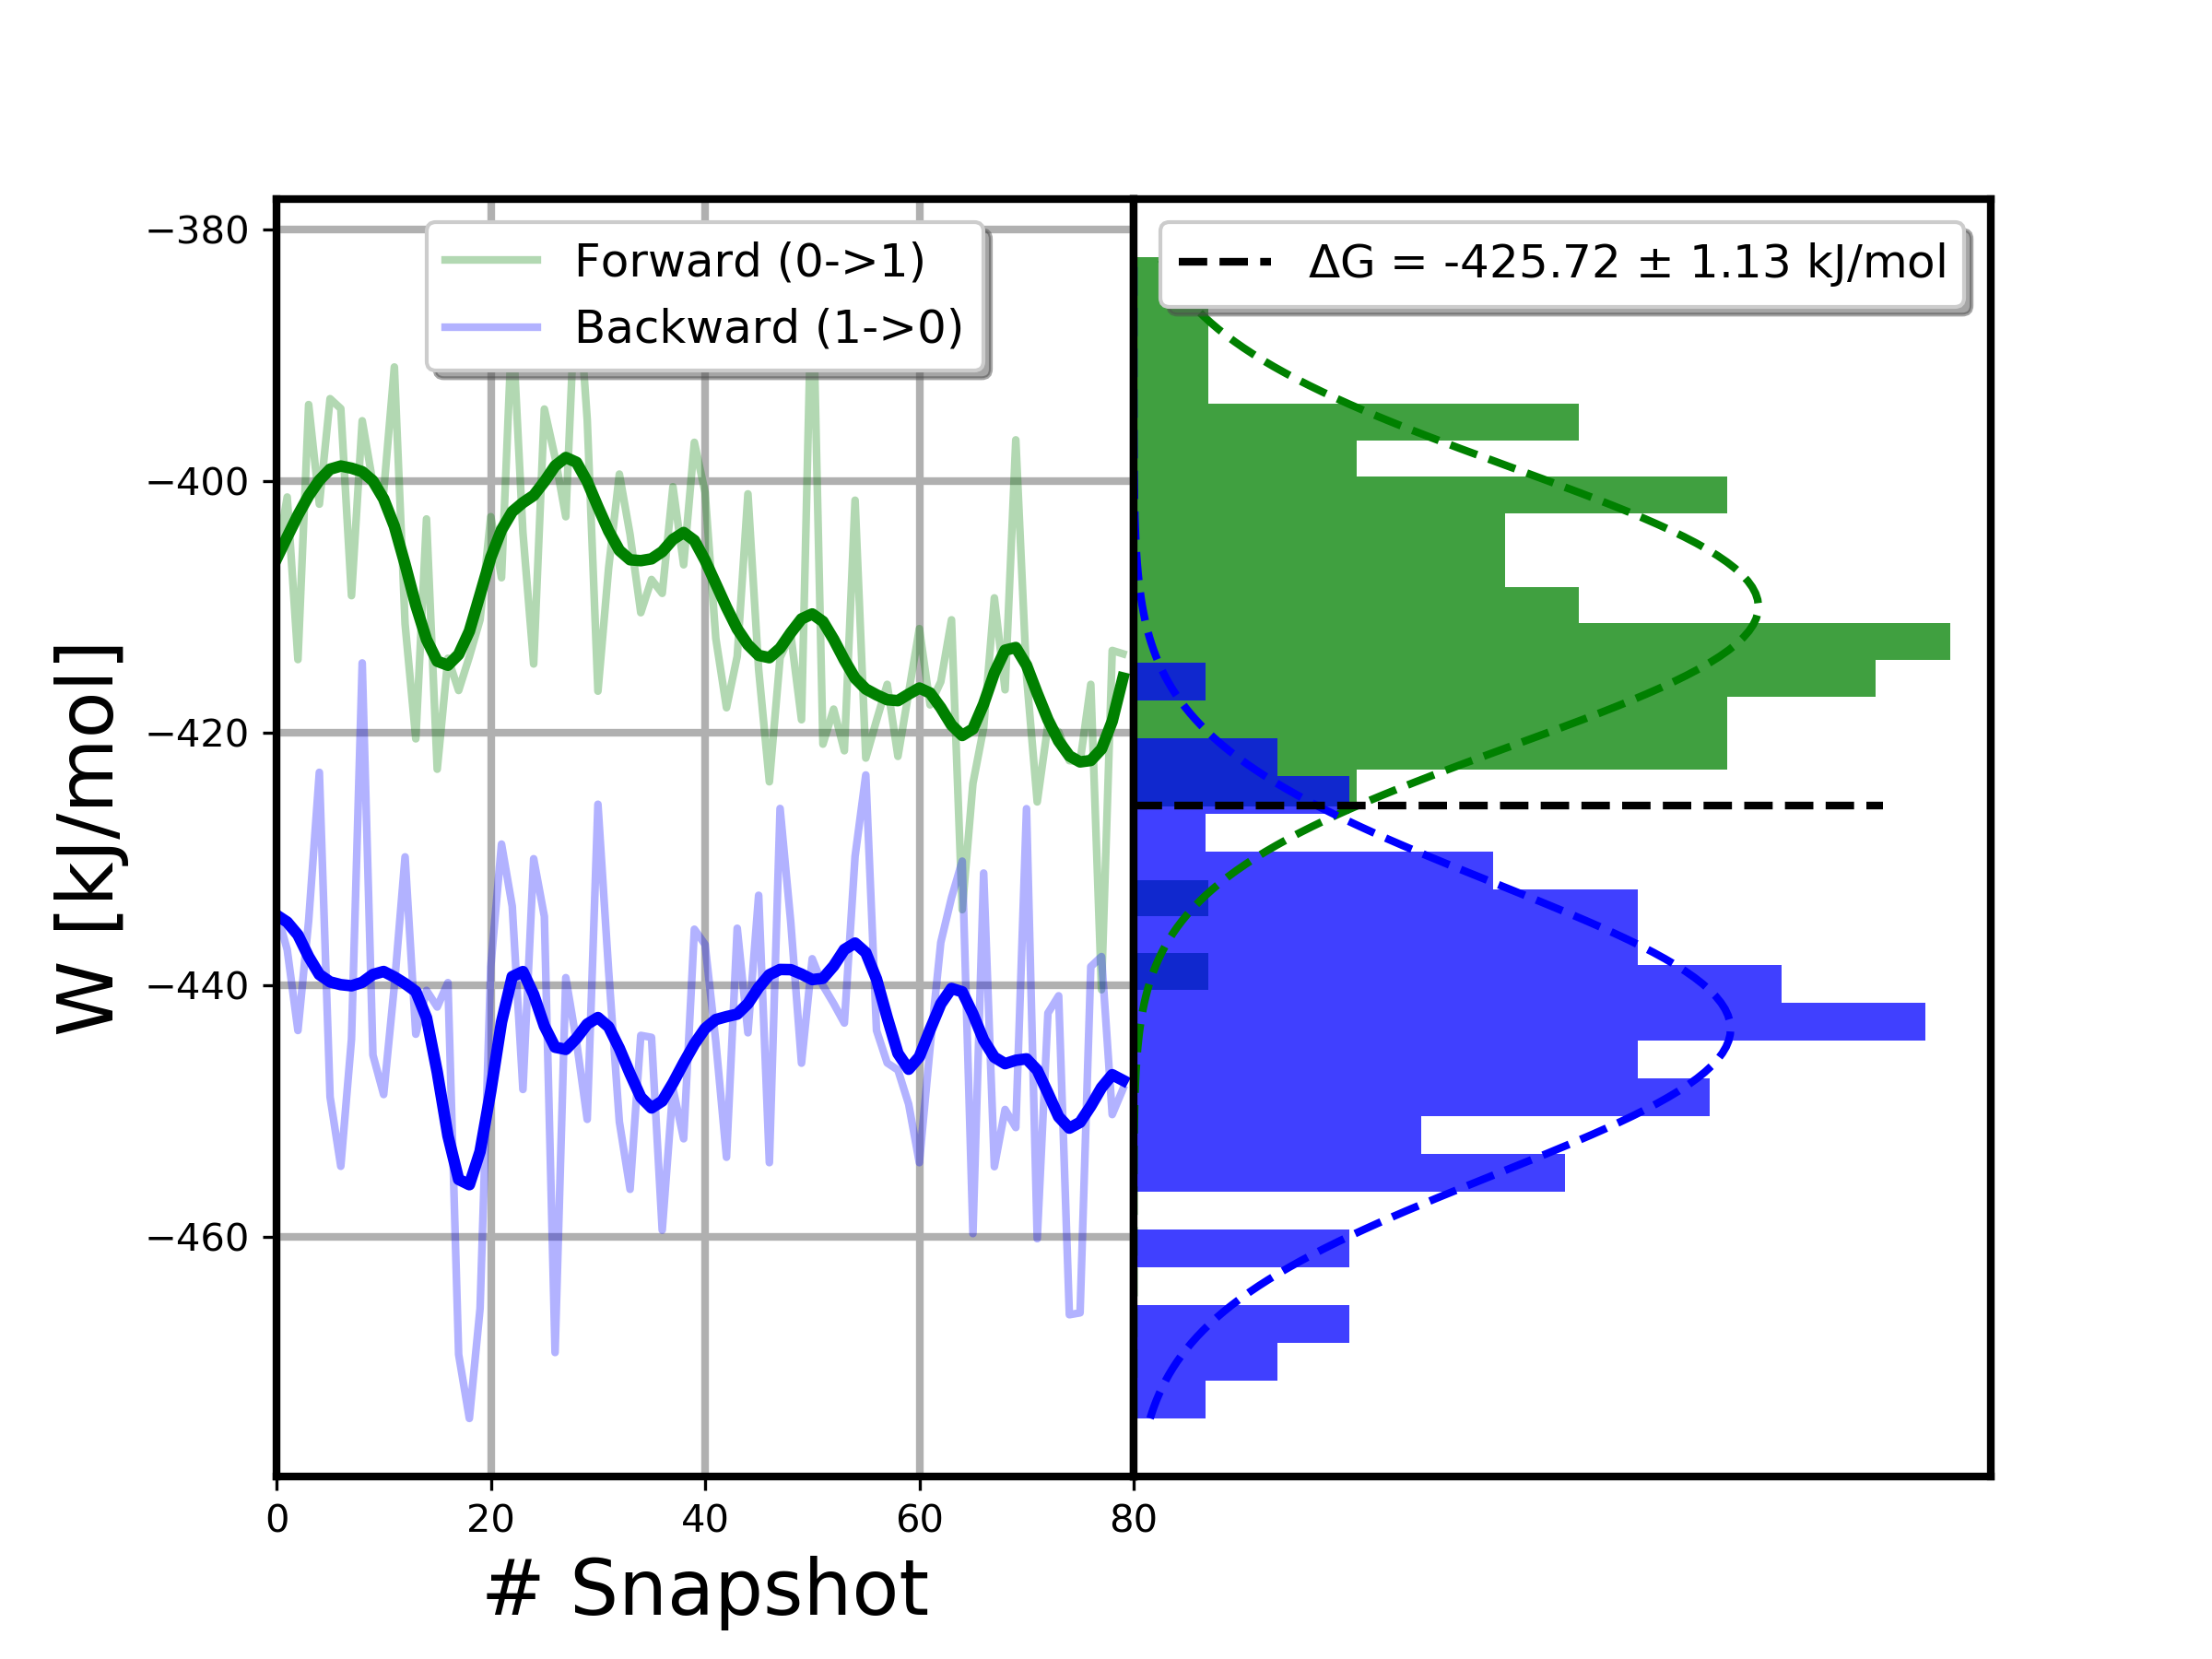 Forward (0->1)
Backward (1->0)
ΔG = -425.72 ± 1.13 kJ/mol
W [kJ/mol]
−380
−400
−420
−440
−460
0 20 40 60 80
# Snapshot